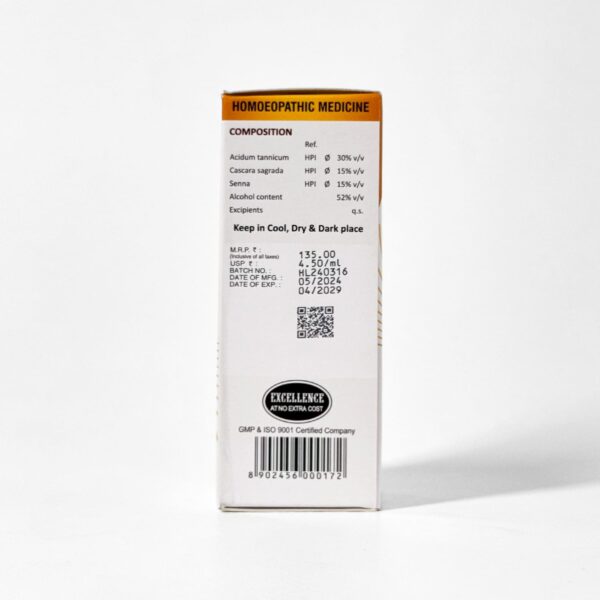 HOMOEOPATHIC MEDICINE
COMPOSITION
Ref.
Acidum tannicum HPI Ø 30% v/v
Cascara sagrada HPI Ø 15% v/v
Senna HPI Ø 15% v/v
Alcohol content 52% v/v
Excipients q.s.
Keep in Cool, Dry & Dark place
M.R.P. ₹ : 135.00
(Inclusive of all taxes)
USP ₹ : 4.50/ml
BATCH NO. : HL240316
DATE OF MFG. : 05/2024
DATE OF EXP. : 04/2029
EXCELLENCE
AT NO EXTRA COST
GMP & ISO 9001 Certified Company
8 902456 000172